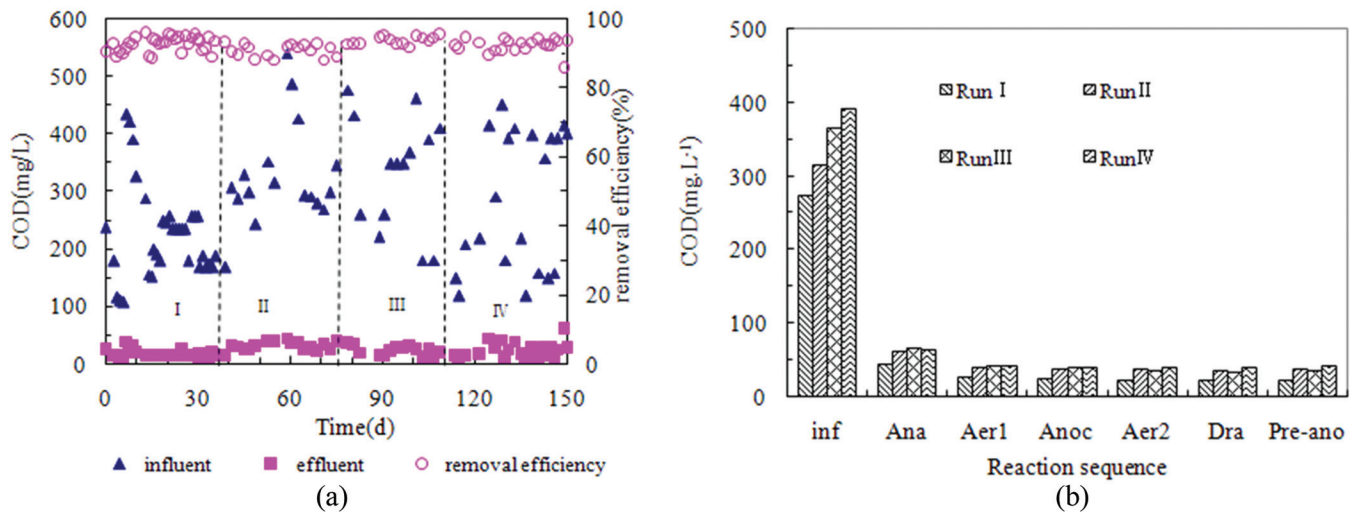 600
500
400
300
200
100
0
COD(mg/L)
100
80
60
40
20
0
removal efficiency(%)
I
II
III
IV
0 30 60 90 120 150
Time(d)
influent effluent removal efficiency
(a)
500
400
300
200
100
0
COD(mg.L-1)
Run I Run II
Run III Run IV
inf Ana Aer1 Anoc Aer2 Dra Pre-ano
Reaction sequence
(b)